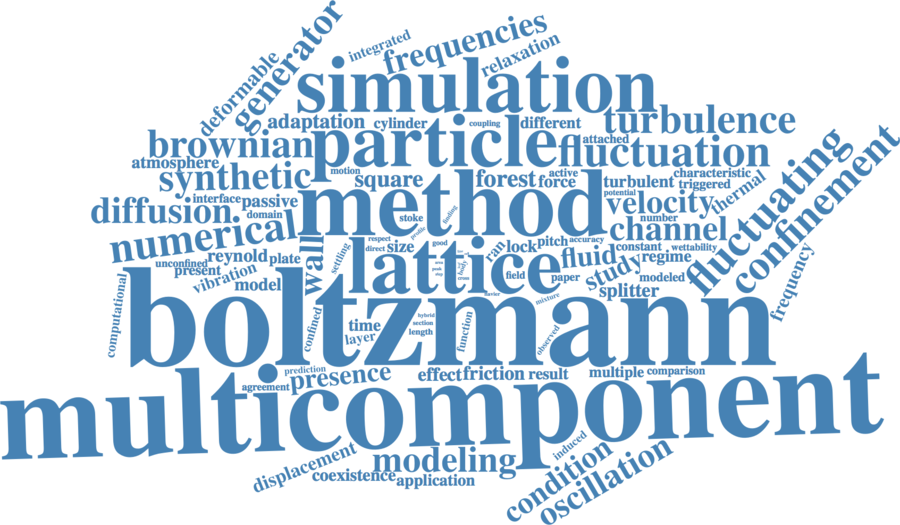 generator
deformable
integrated
frequencies
relaxation
simulation
adaptation
cylinder
coupling
different
turbulence
brownian
particle
attached
fluctuation
atmosphere
synthetic
motion
square
forest
active
force
turbulent
characteristic
triggered
thermal
fluctuating
confinement
interface
passive
potential
velocity
diffusion
domain
method
stoke
finding
number
channel
numerical
wall
settling
respect
direct
size
good
profile
lattice
ran
lock
pitch
accuracy
constant
wettability
fluid
regime
study
reynold
plate
unconfined
present
vibration
model
field
paper
modeled
splitter
frequency
computational
boltzmann
body
navier
mixture
confined
time
layer
hybrid
section
length
function
observed
multicomponent
prediction
agreement
presence
effect
friction
result
multiple
comparison
displacement
modeling
coexistence
application
induced
condition
oscillation